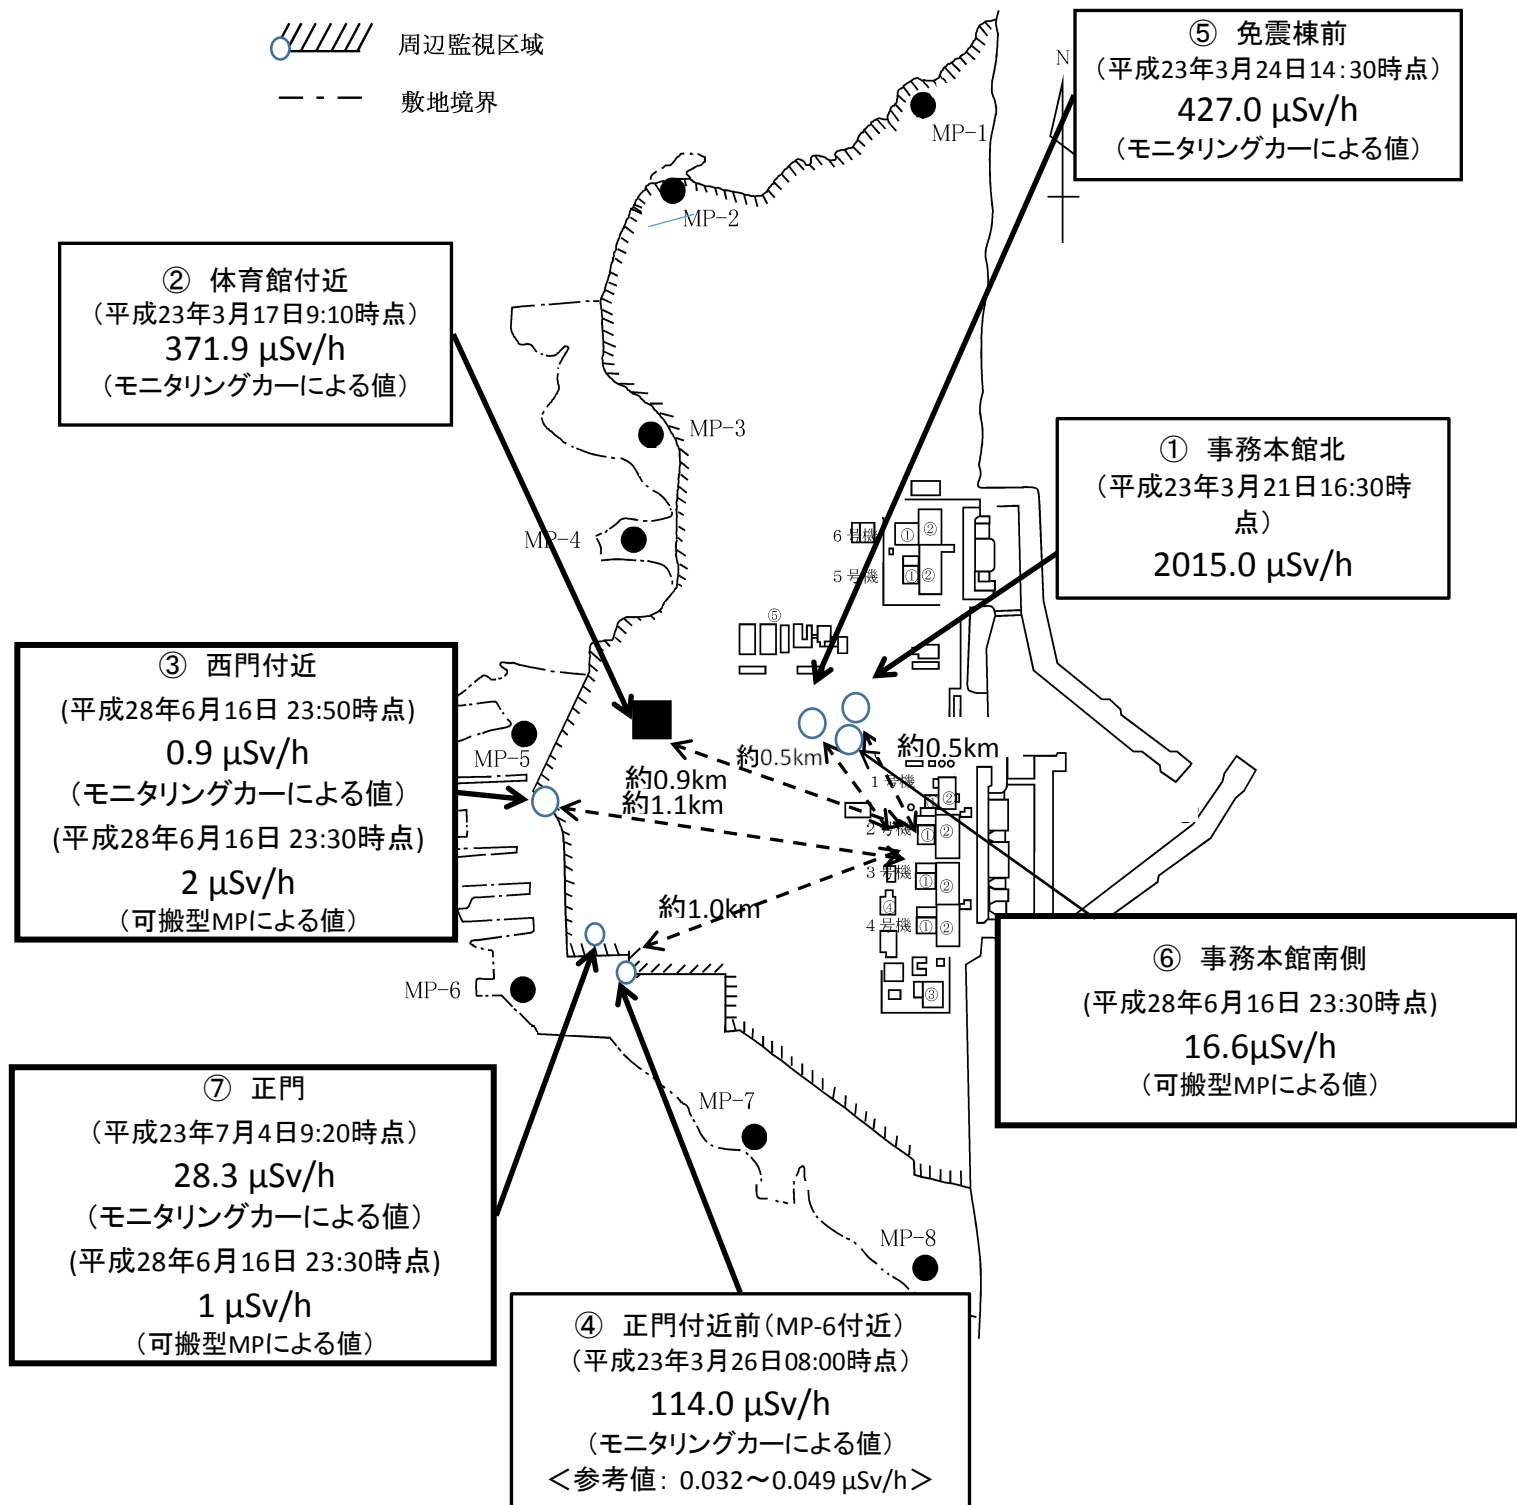 周辺監視区域
敷地境界
⑤ 免震棟前
（平成23年3月24日14:30時点）
427.0 μSv/h
（モニタリングカーによる値）
N
MP-1
MP-2
② 体育館付近
（平成23年3月17日9:10時点）
371.9 μSv/h
（モニタリングカーによる値）
MP-3
① 事務本館北
（平成23年3月21日16:30時
点）
2015.0 μSv/h
MP-4
6号機
①
②
5号機
①
②
⑤
③ 西門付近
(平成28年6月16日 23:50時点)
0.9 μSv/h
（モニタリングカーによる値）
(平成28年6月16日 23:30時点)
2 μSv/h
（可搬型MPによる値）
MP-5
約0.5km
約0.5km
約0.9km
約1.1km
1号機
①
②
2号機
①
②
3号機
①
②
約1.0km
④
4号機
①
②
③
MP-6
⑥ 事務本館南側
(平成28年6月16日 23:30時点)
16.6μSv/h
（可搬型MPによる値）
⑦ 正門
（平成23年7月4日9:20時点）
28.3 μSv/h
（モニタリングカーによる値）
(平成28年6月16日 23:30時点)
1 μSv/h
（可搬型MPによる値）
MP-7
MP-8
④ 正門付近前（MP-6付近）
（平成23年3月26日08:00時点）
114.0 μSv/h
（モニタリングカーによる値）
＜参考値： 0.032～0.049 μSv/h＞